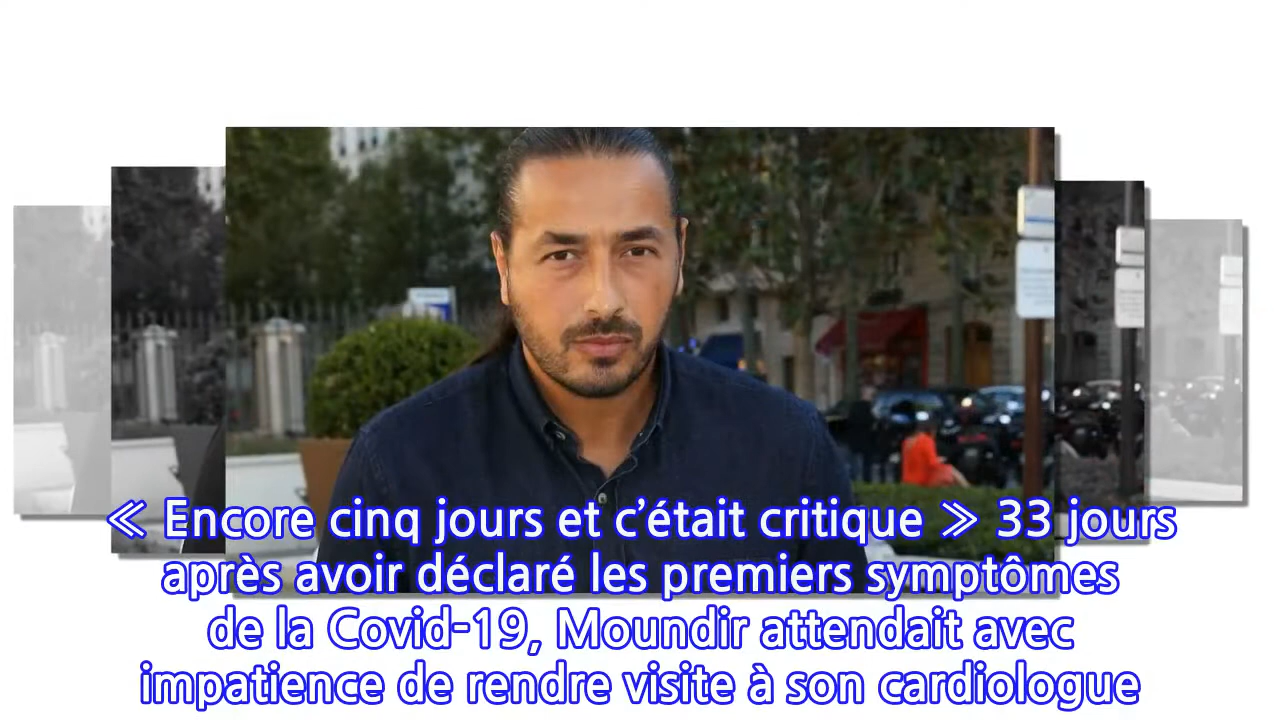 ≪ Encore cinq jours et c’était critique ≫ 33 jours
après avoir déclaré les premiers symptômes
de la Covid-19, Moundir attendait avec
impatience de rendre visite à son cardiologue